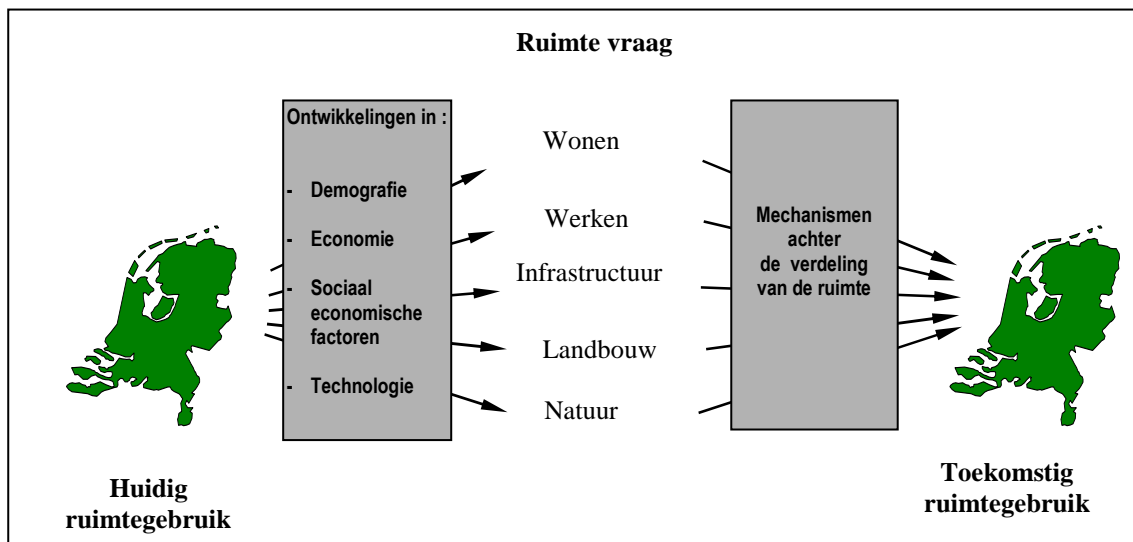 Ruimte vraag
Ontwikkelingen in :
- Demografie
- Economie
- Sociaal
economische
factoren
- Technologie
Wonen
Werken
Infrastructuur
Landbouw
Natuur
Mechanismen
achter
de verdeling
van de ruimte
Huidig
ruimtegebruik
Toekomstig
ruimtegebruik